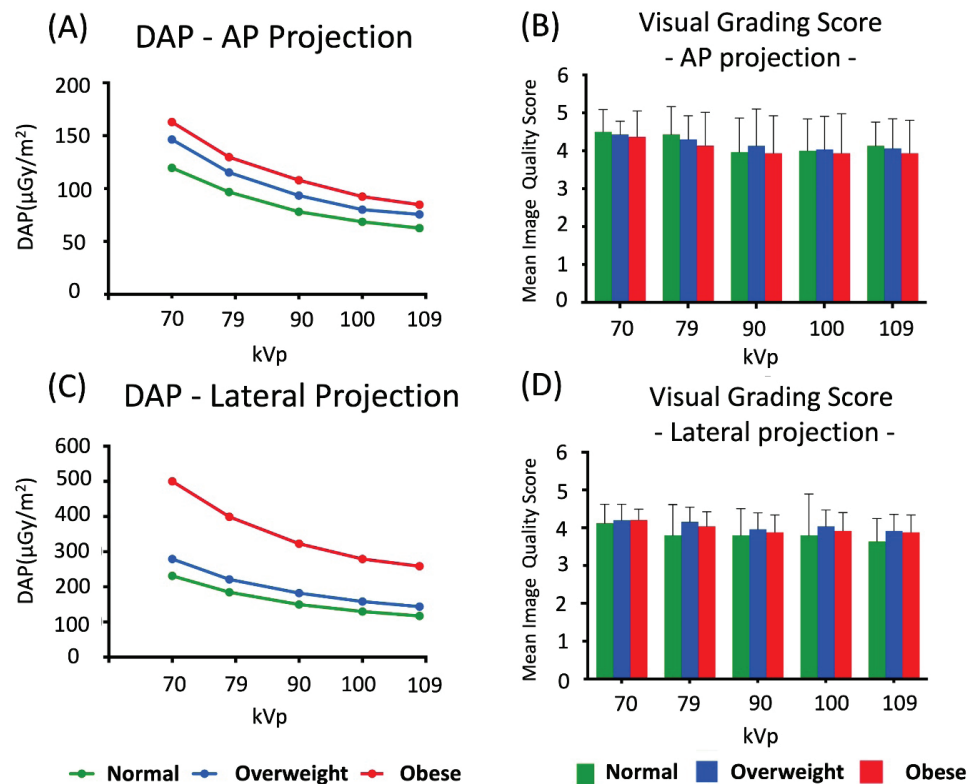 (A)
DAP - AP Projection
DAP(μGy/m²)
200
150
100
50
0
70 79 90 100 109
kVp
(B)
Visual Grading Score
- AP projection -
Mean Image Quality Score
6
5
4
3
2
1
0
70 79 90 100 109
kVp
(C)
DAP - Lateral Projection
DAP(μGy/m²)
600
500
400
300
200
100
0
70 79 90 100 109
kVp
(D)
Visual Grading Score
- Lateral projection -
Mean Image Quality Score
6
5
4
3
2
1
0
70 79 90 100 109
kVp
Normal Overweight Obese
Normal Overweight Obese